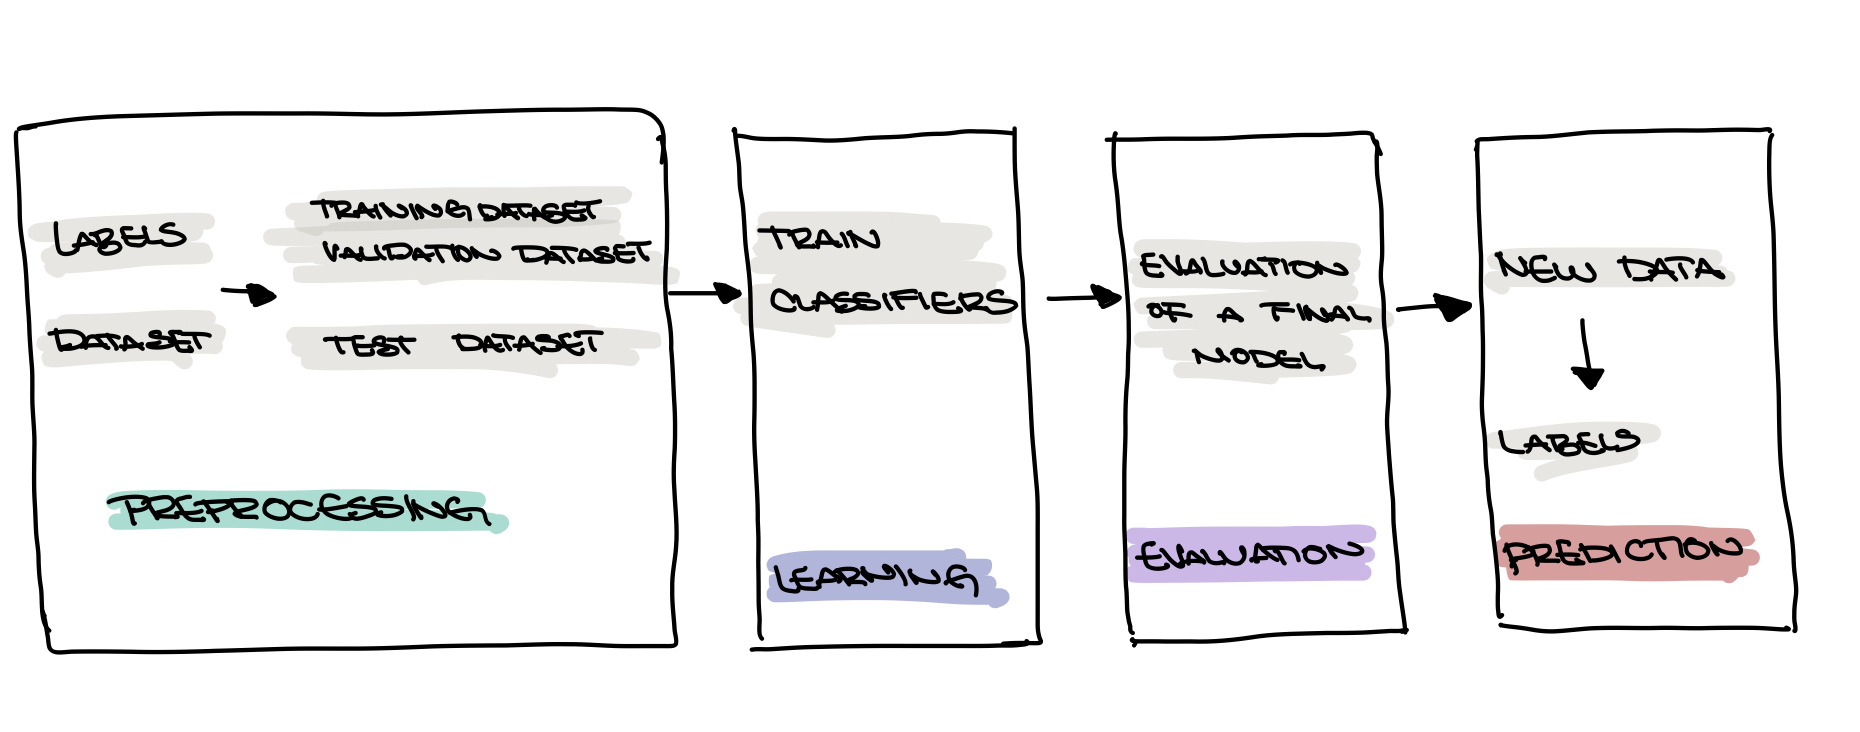 LABELS
DATASET
TRAINING DATASET
VALIDATION DATASET
TEST DATASET
PREPROCESSING
TRAIN
CLASSIFIERS
LEARNING
EVALUATION
OF A FINAL
MODEL
EVALUATION
NEW DATA
LABELS
PREDICTION